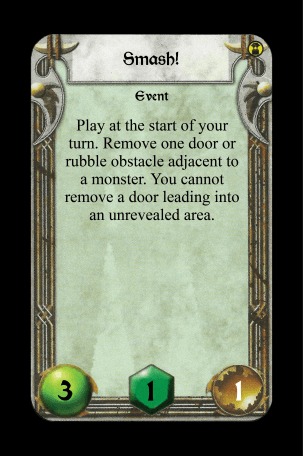 Smash!
Event
Play at the start of your
turn. Remove one door or
rubble obstacle adjacent to
a monster. You cannot
remove a door leading into
an unrevealed area.
3
1
1